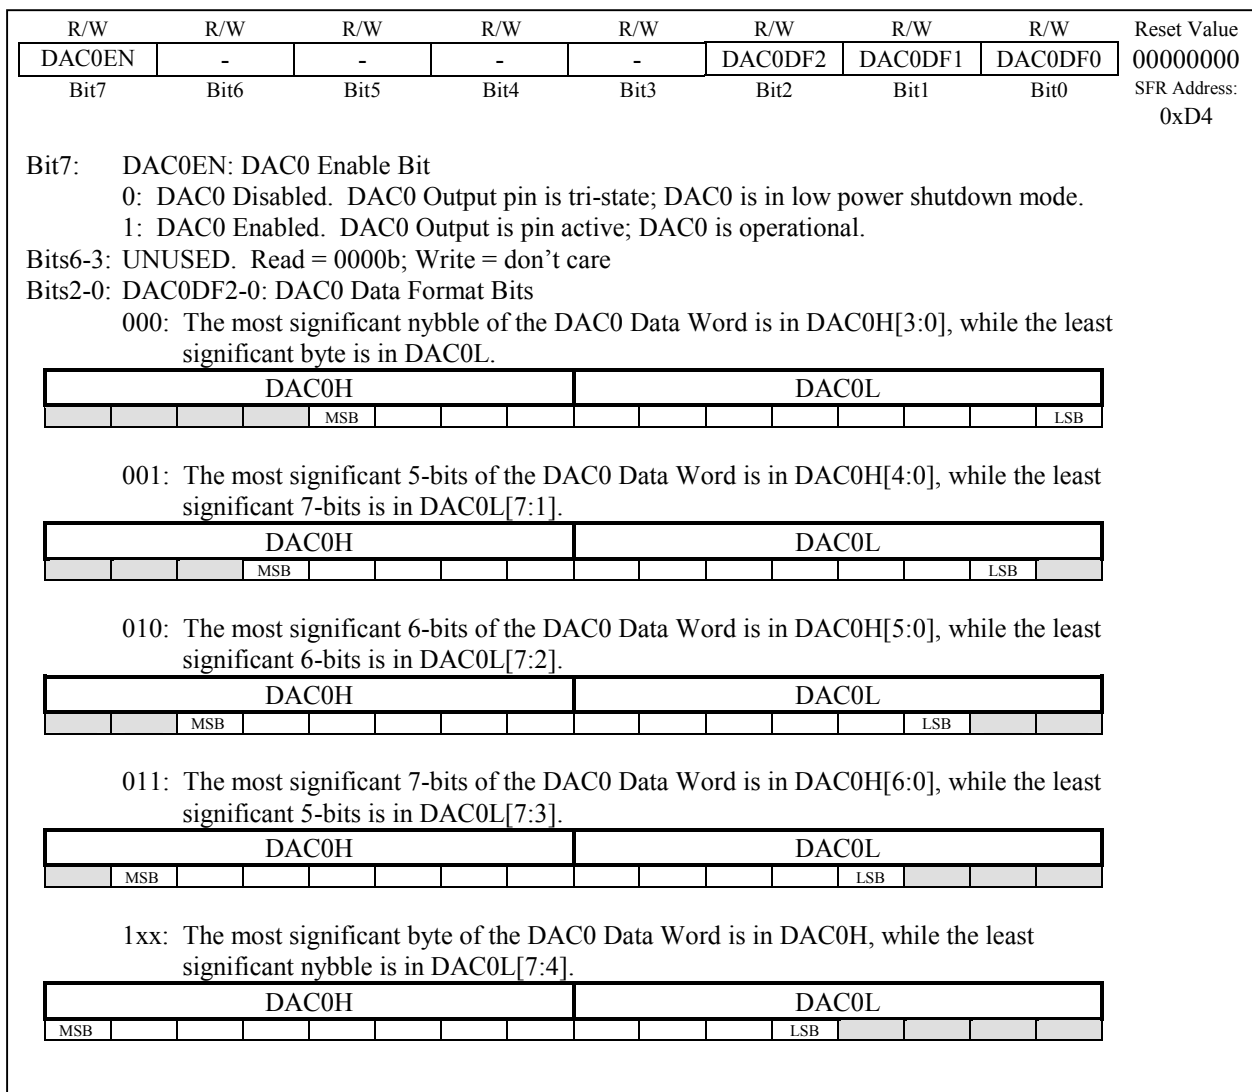 R/W R/W R/W R/W R/W R/W R/W R/W Reset Value
DAC0EN - - - - DAC0DF2 DAC0DF1 DAC0DF0 00000000
Bit7 Bit6 Bit5 Bit4 Bit3 Bit2 Bit1 Bit0 SFR Address:
0xD4
Bit7: DAC0EN: DAC0 Enable Bit
0: DAC0 Disabled. DAC0 Output pin is tri-state; DAC0 is in low power shutdown mode.
1: DAC0 Enabled. DAC0 Output is pin active; DAC0 is operational.
Bits6-3: UNUSED. Read = 0000b; Write = don’t care
Bits2-0: DAC0DF2-0: DAC0 Data Format Bits
000: The most significant nybble of the DAC0 Data Word is in DAC0H[3:0], while the least
significant byte is in DAC0L.
DAC0H DAC0L
MSB LSB
001: The most significant 5-bits of the DAC0 Data Word is in DAC0H[4:0], while the least
significant 7-bits is in DAC0L[7:1].
DAC0H DAC0L
MSB LSB
010: The most significant 6-bits of the DAC0 Data Word is in DAC0H[5:0], while the least
significant 6-bits is in DAC0L[7:2].
DAC0H DAC0L
MSB LSB
011: The most significant 7-bits of the DAC0 Data Word is in DAC0H[6:0], while the least
significant 5-bits is in DAC0L[7:3].
DAC0H DAC0L
MSB LSB
1xx: The most significant byte of the DAC0 Data Word is in DAC0H, while the least
significant nybble is in DAC0L[7:4].
DAC0H DAC0L
MSB LSB